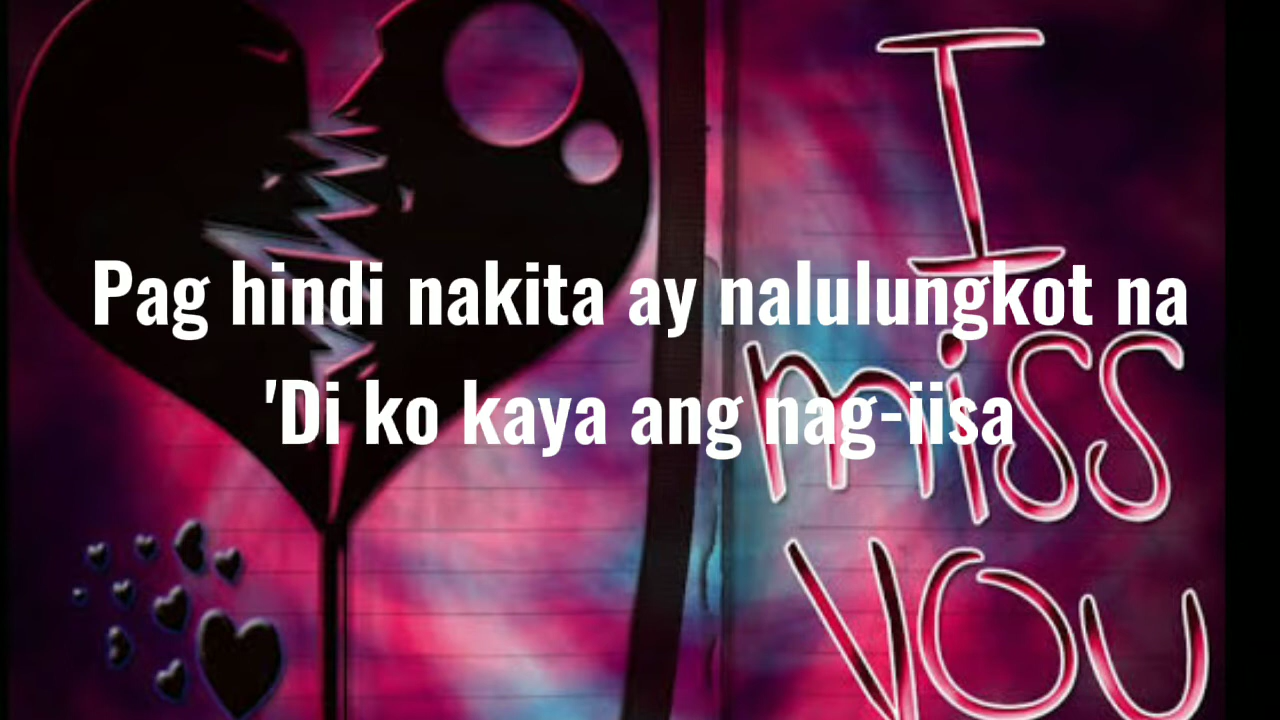 I
miss
you
Pag hindi nakita ay nalulungkot na
'Di ko kaya ang nag-iisa